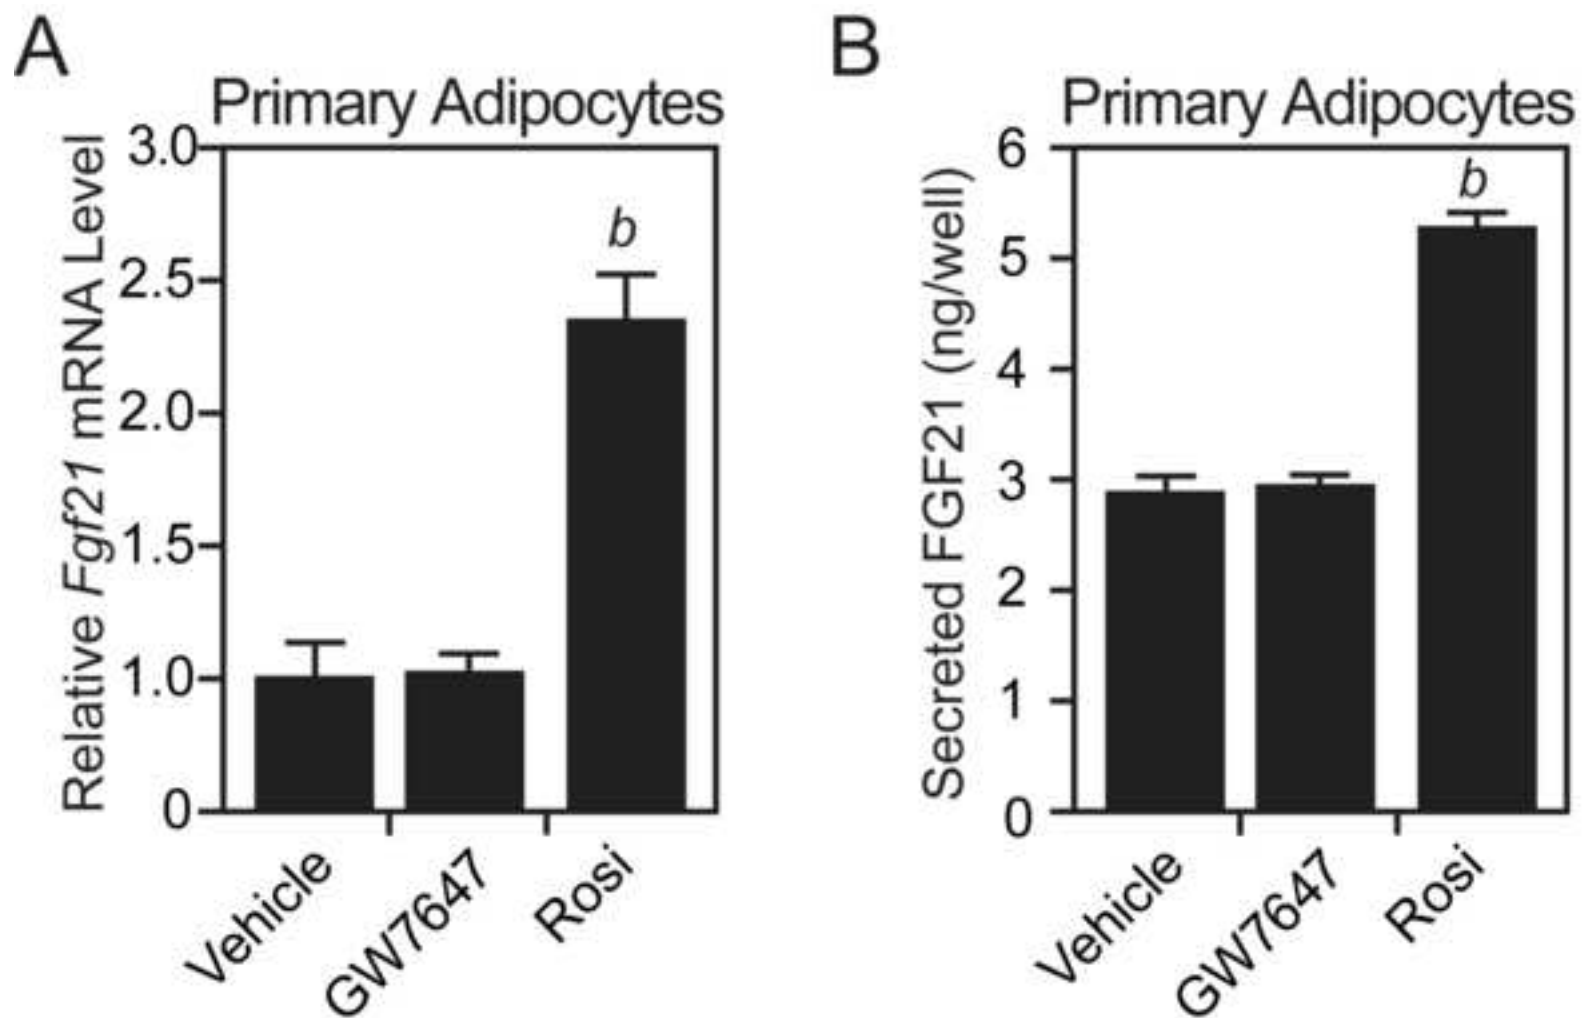 A
Primary Adipocytes
Relative Fgf21 mRNA Level
3.0
2.5
2.0
1.5
1.0
0
b
Vehicle
GW7647
Rosi
B
Primary Adipocytes
Secreted FGF21 (ng/well)
6
5
4
3
2
1
0
b
Vehicle
GW7647
Rosi